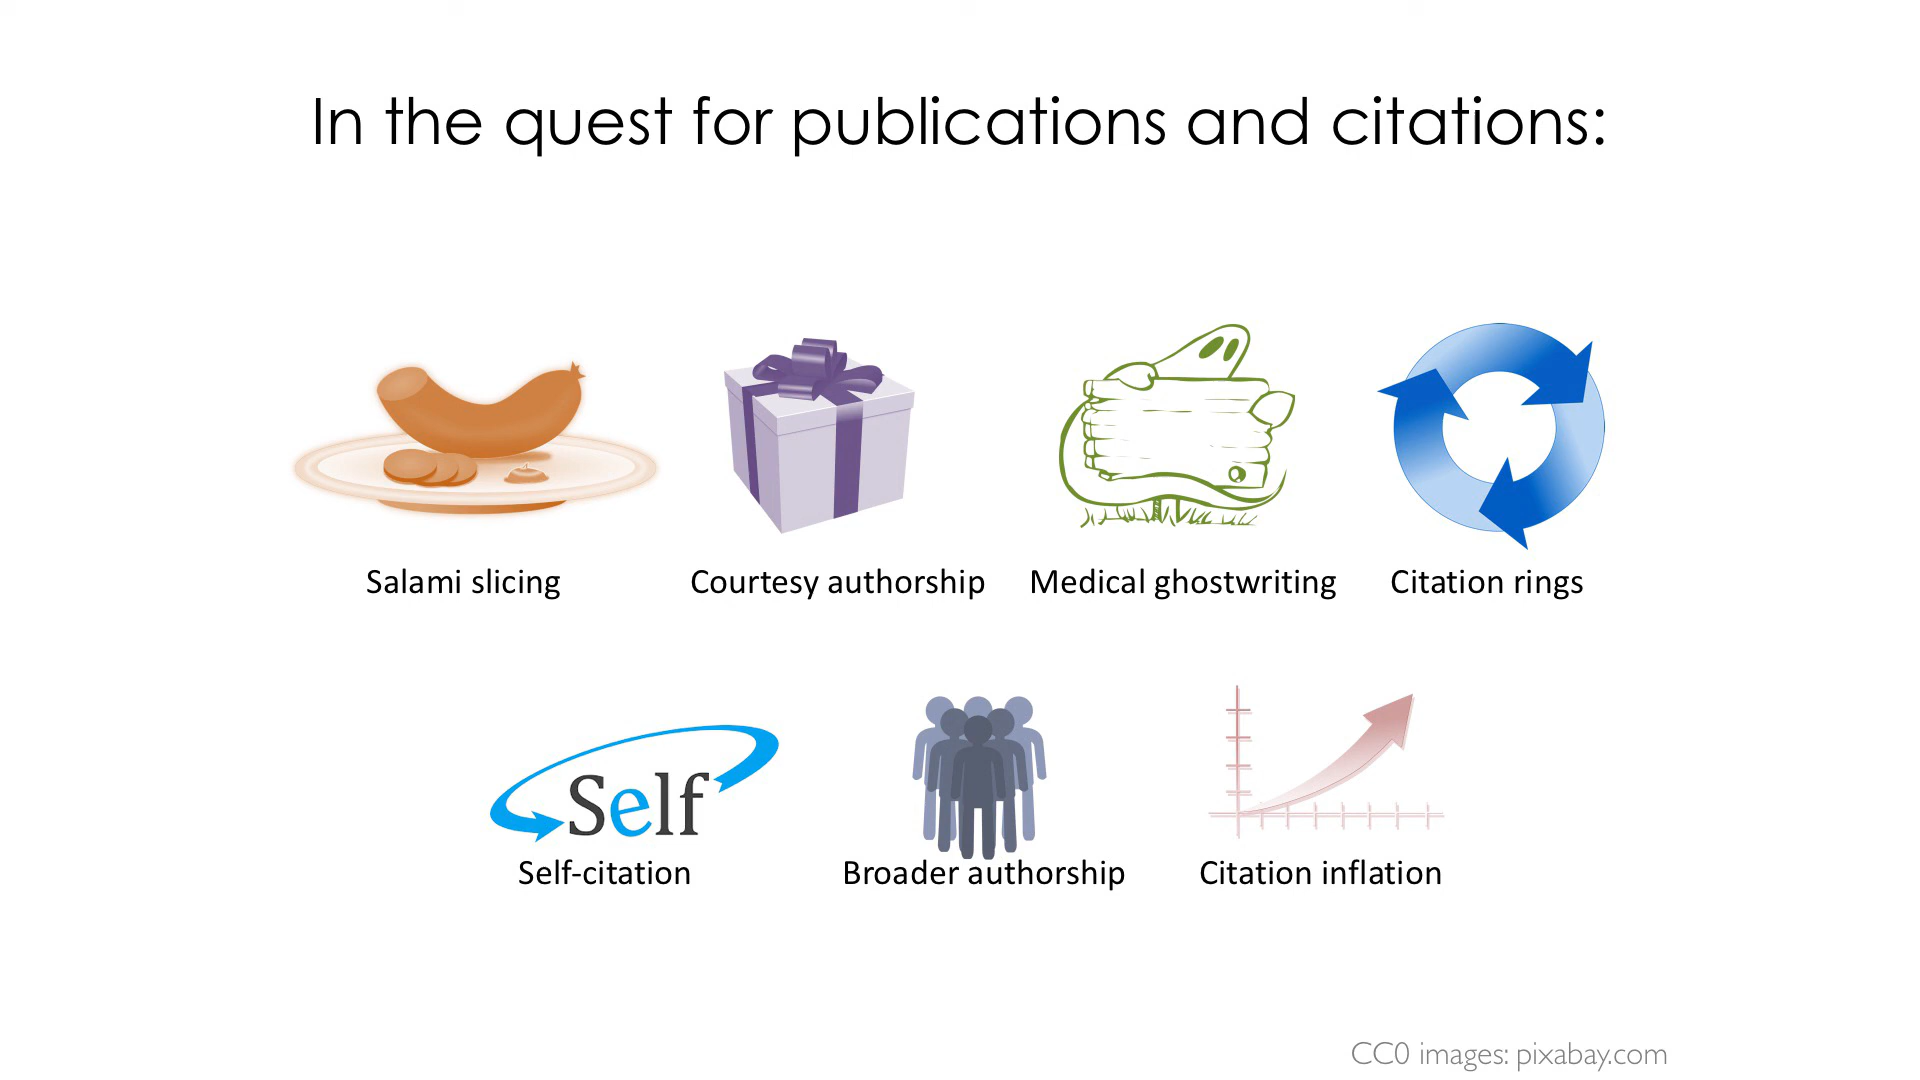 In the quest for publications and citations:
Salami slicing
Courtesy authorship
Medical ghostwriting
Citation rings
Self
Self-citation
Broader authorship
Citation inflation
CC0 images: pixabay.com